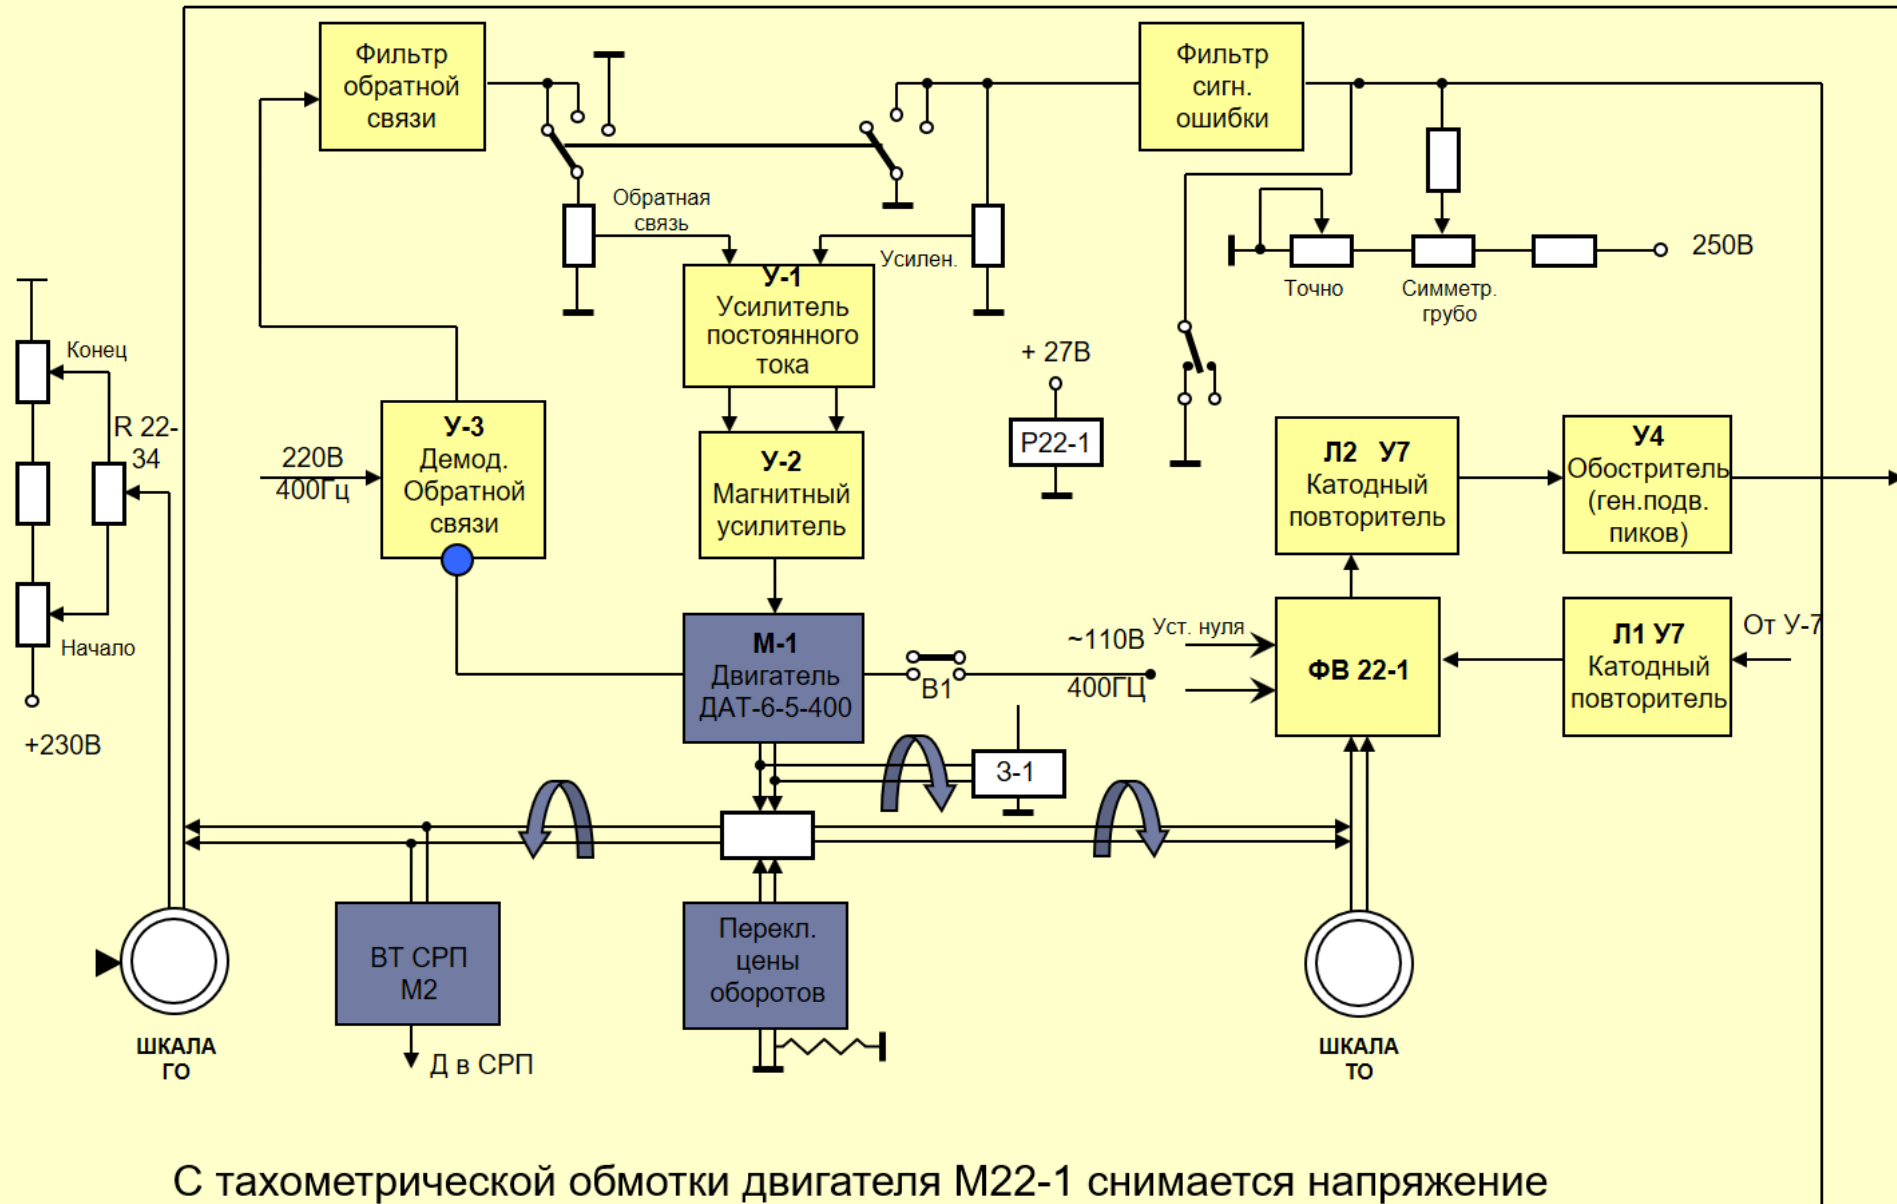 Фильтр
обратной
связи
Фильтр
сигн.
ошибки
Обратная
связь
Усилен.
250В
Точно
Симметр.
грубо
У-1
Усилитель
постоянного
тока
+ 27В
Р22-1
Конец
R 22-
34
Начало
+230В
220В
400Гц
У-3
Демод.
Обратной
связи
У-2
Магнитный
усилитель
Л2 У7
Катодный
повторитель
У4
Обостритель
(ген.подв.
пиков)
М-1
Двигатель
ДАТ-6-5-400
В1
~110В
400ГЦ
Уст. нуля
ФВ 22-1
Л1 У7
Катодный
повторитель
От У-7
З-1
ВТ СРП
М2
Перекл.
цены
оборотов
ШКАЛА
ГО
Д в СРП
ШКАЛА
ТО
С тахометрической обмотки двигателя М22-1 снимается напряжение